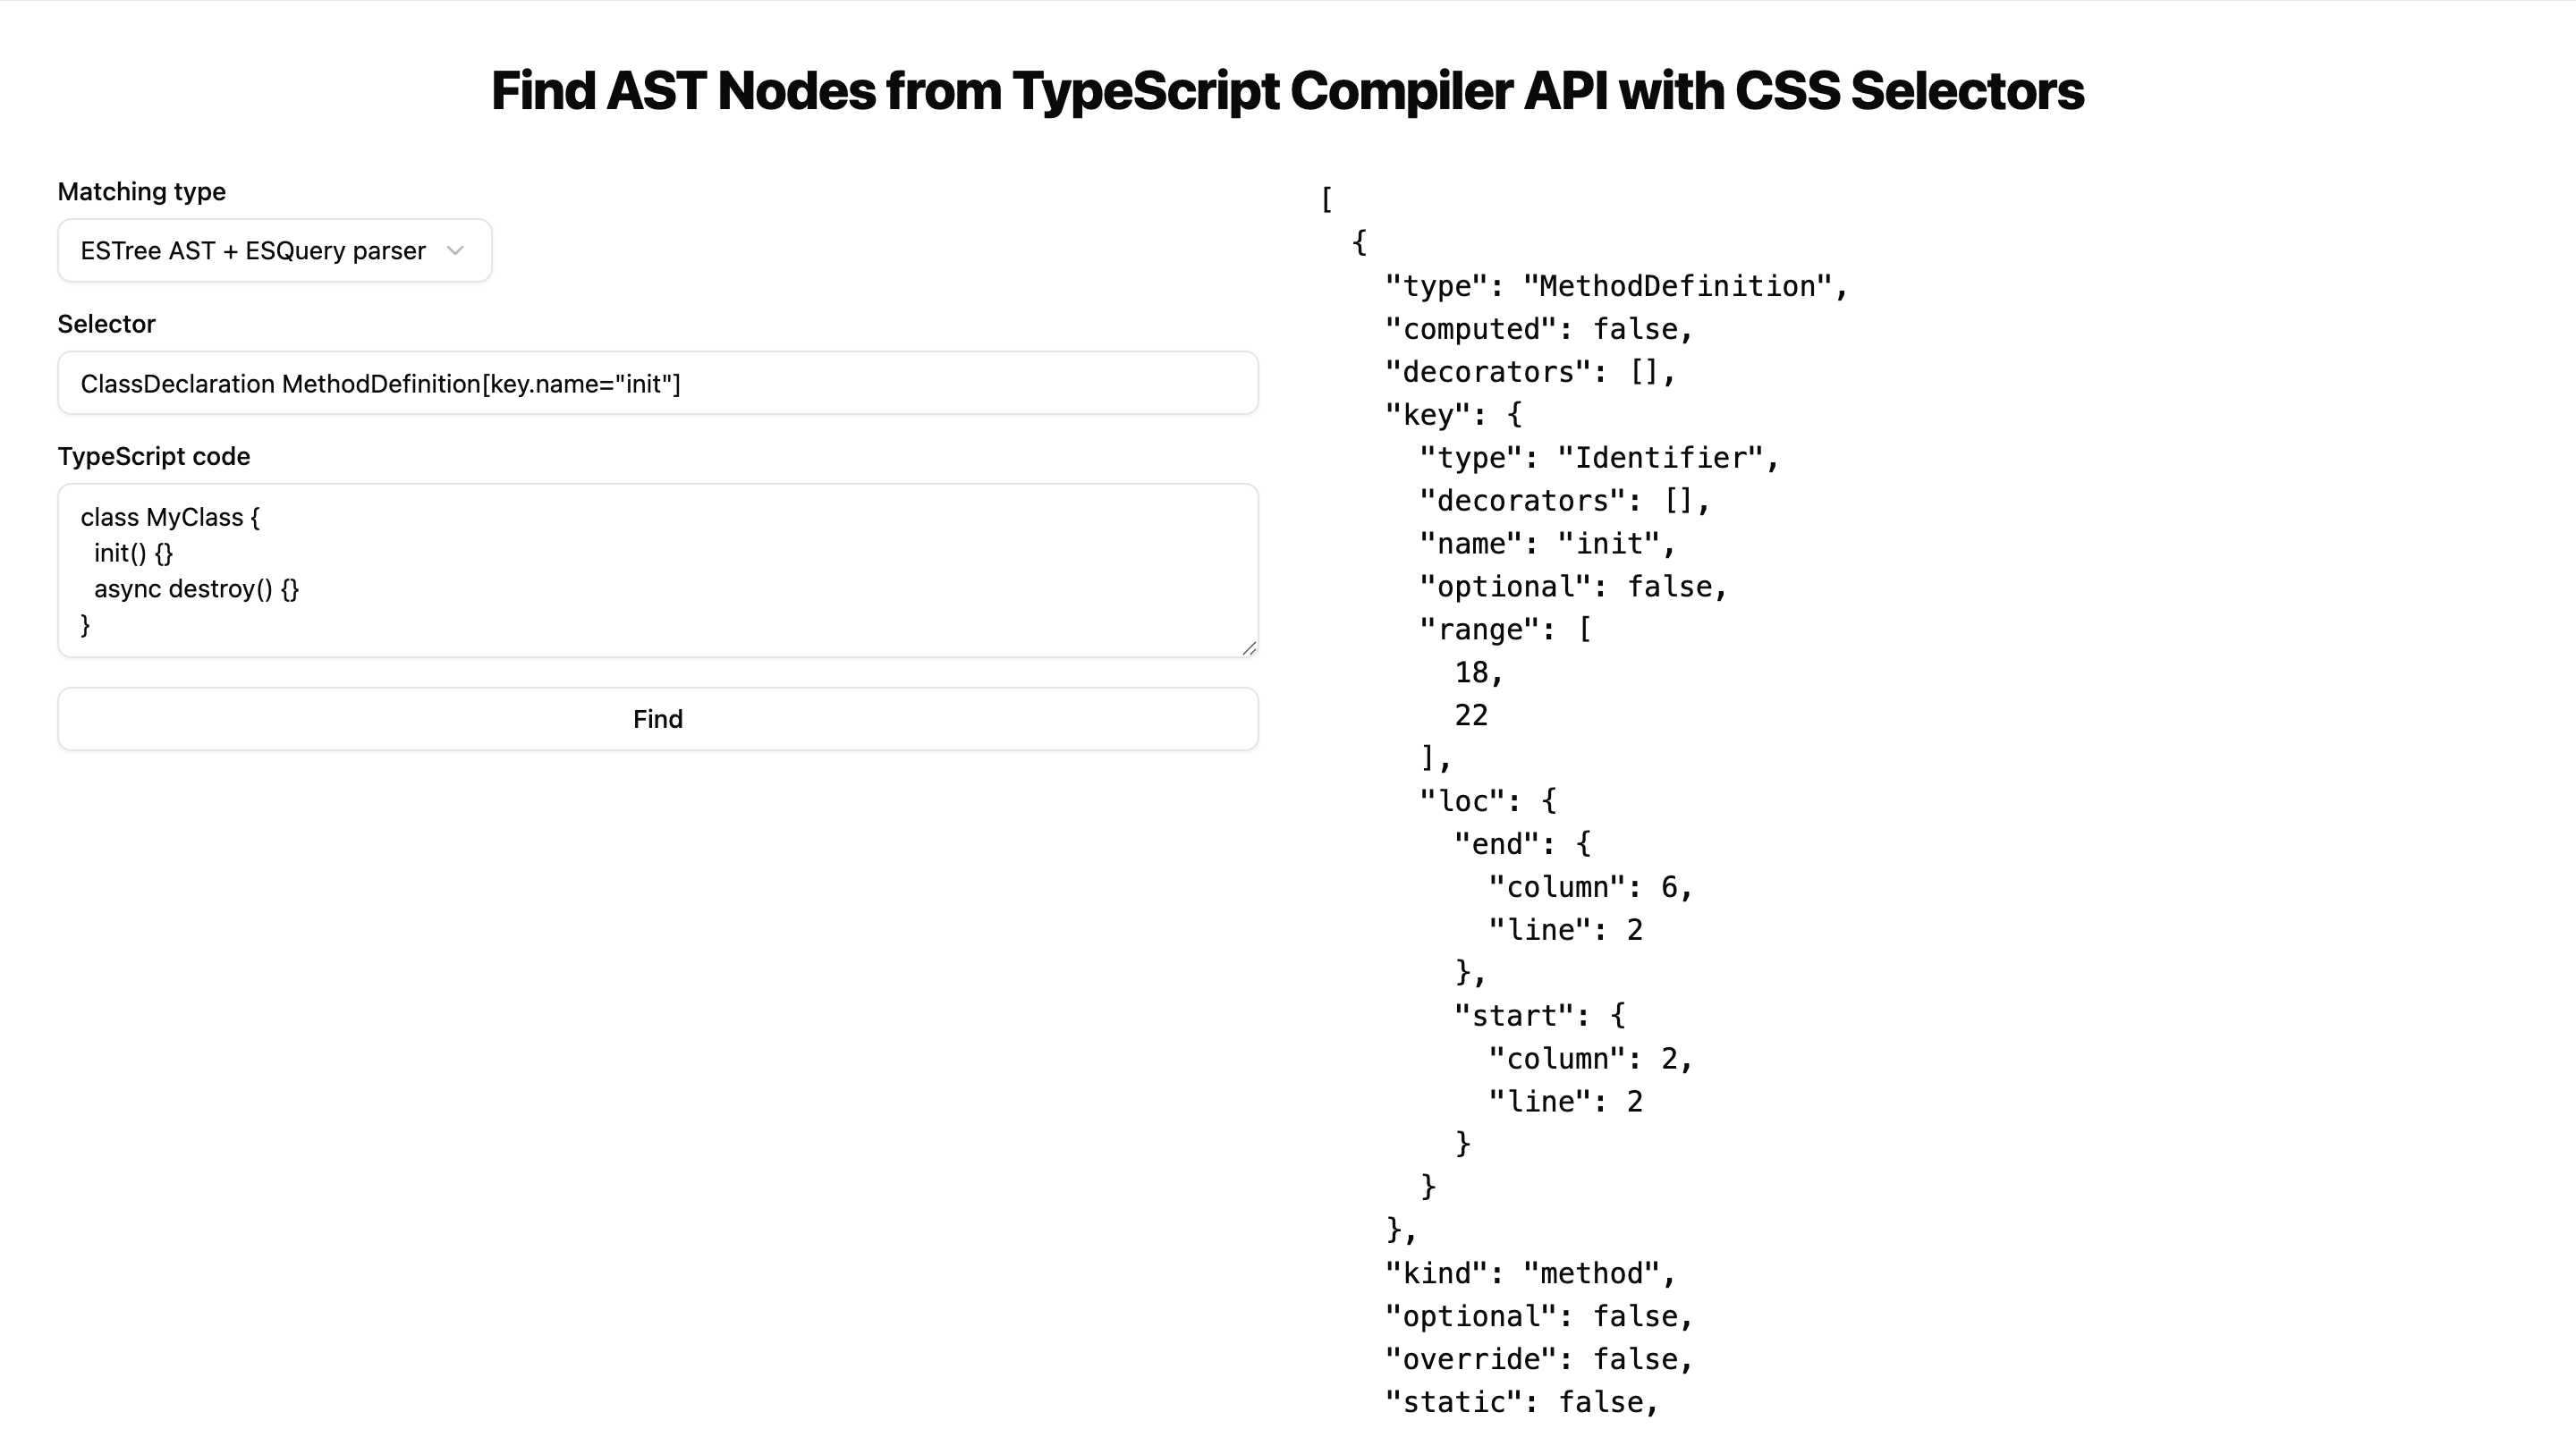 Find AST Nodes from TypeScript Compiler API with CSS Selectors
Matching type
ESTree AST + ESQuery parser
Selector
ClassDeclaration MethodDefinition[key.name="init"]
TypeScript code
class MyClass {
  init() {}
  async destroy() {}
}
Find
[
  {
    "type": "MethodDefinition",
    "computed": false,
    "decorators": [],
    "key": {
      "type": "Identifier",
      "decorators": [],
      "name": "init",
      "optional": false,
      "range": [
        18,
        22
      ],
      "loc": {
        "end": {
          "column": 6,
          "line": 2
        },
        "start": {
          "column": 2,
          "line": 2
        }
      }
    },
    "kind": "method",
    "optional": false,
    "override": false,
    "static": false,